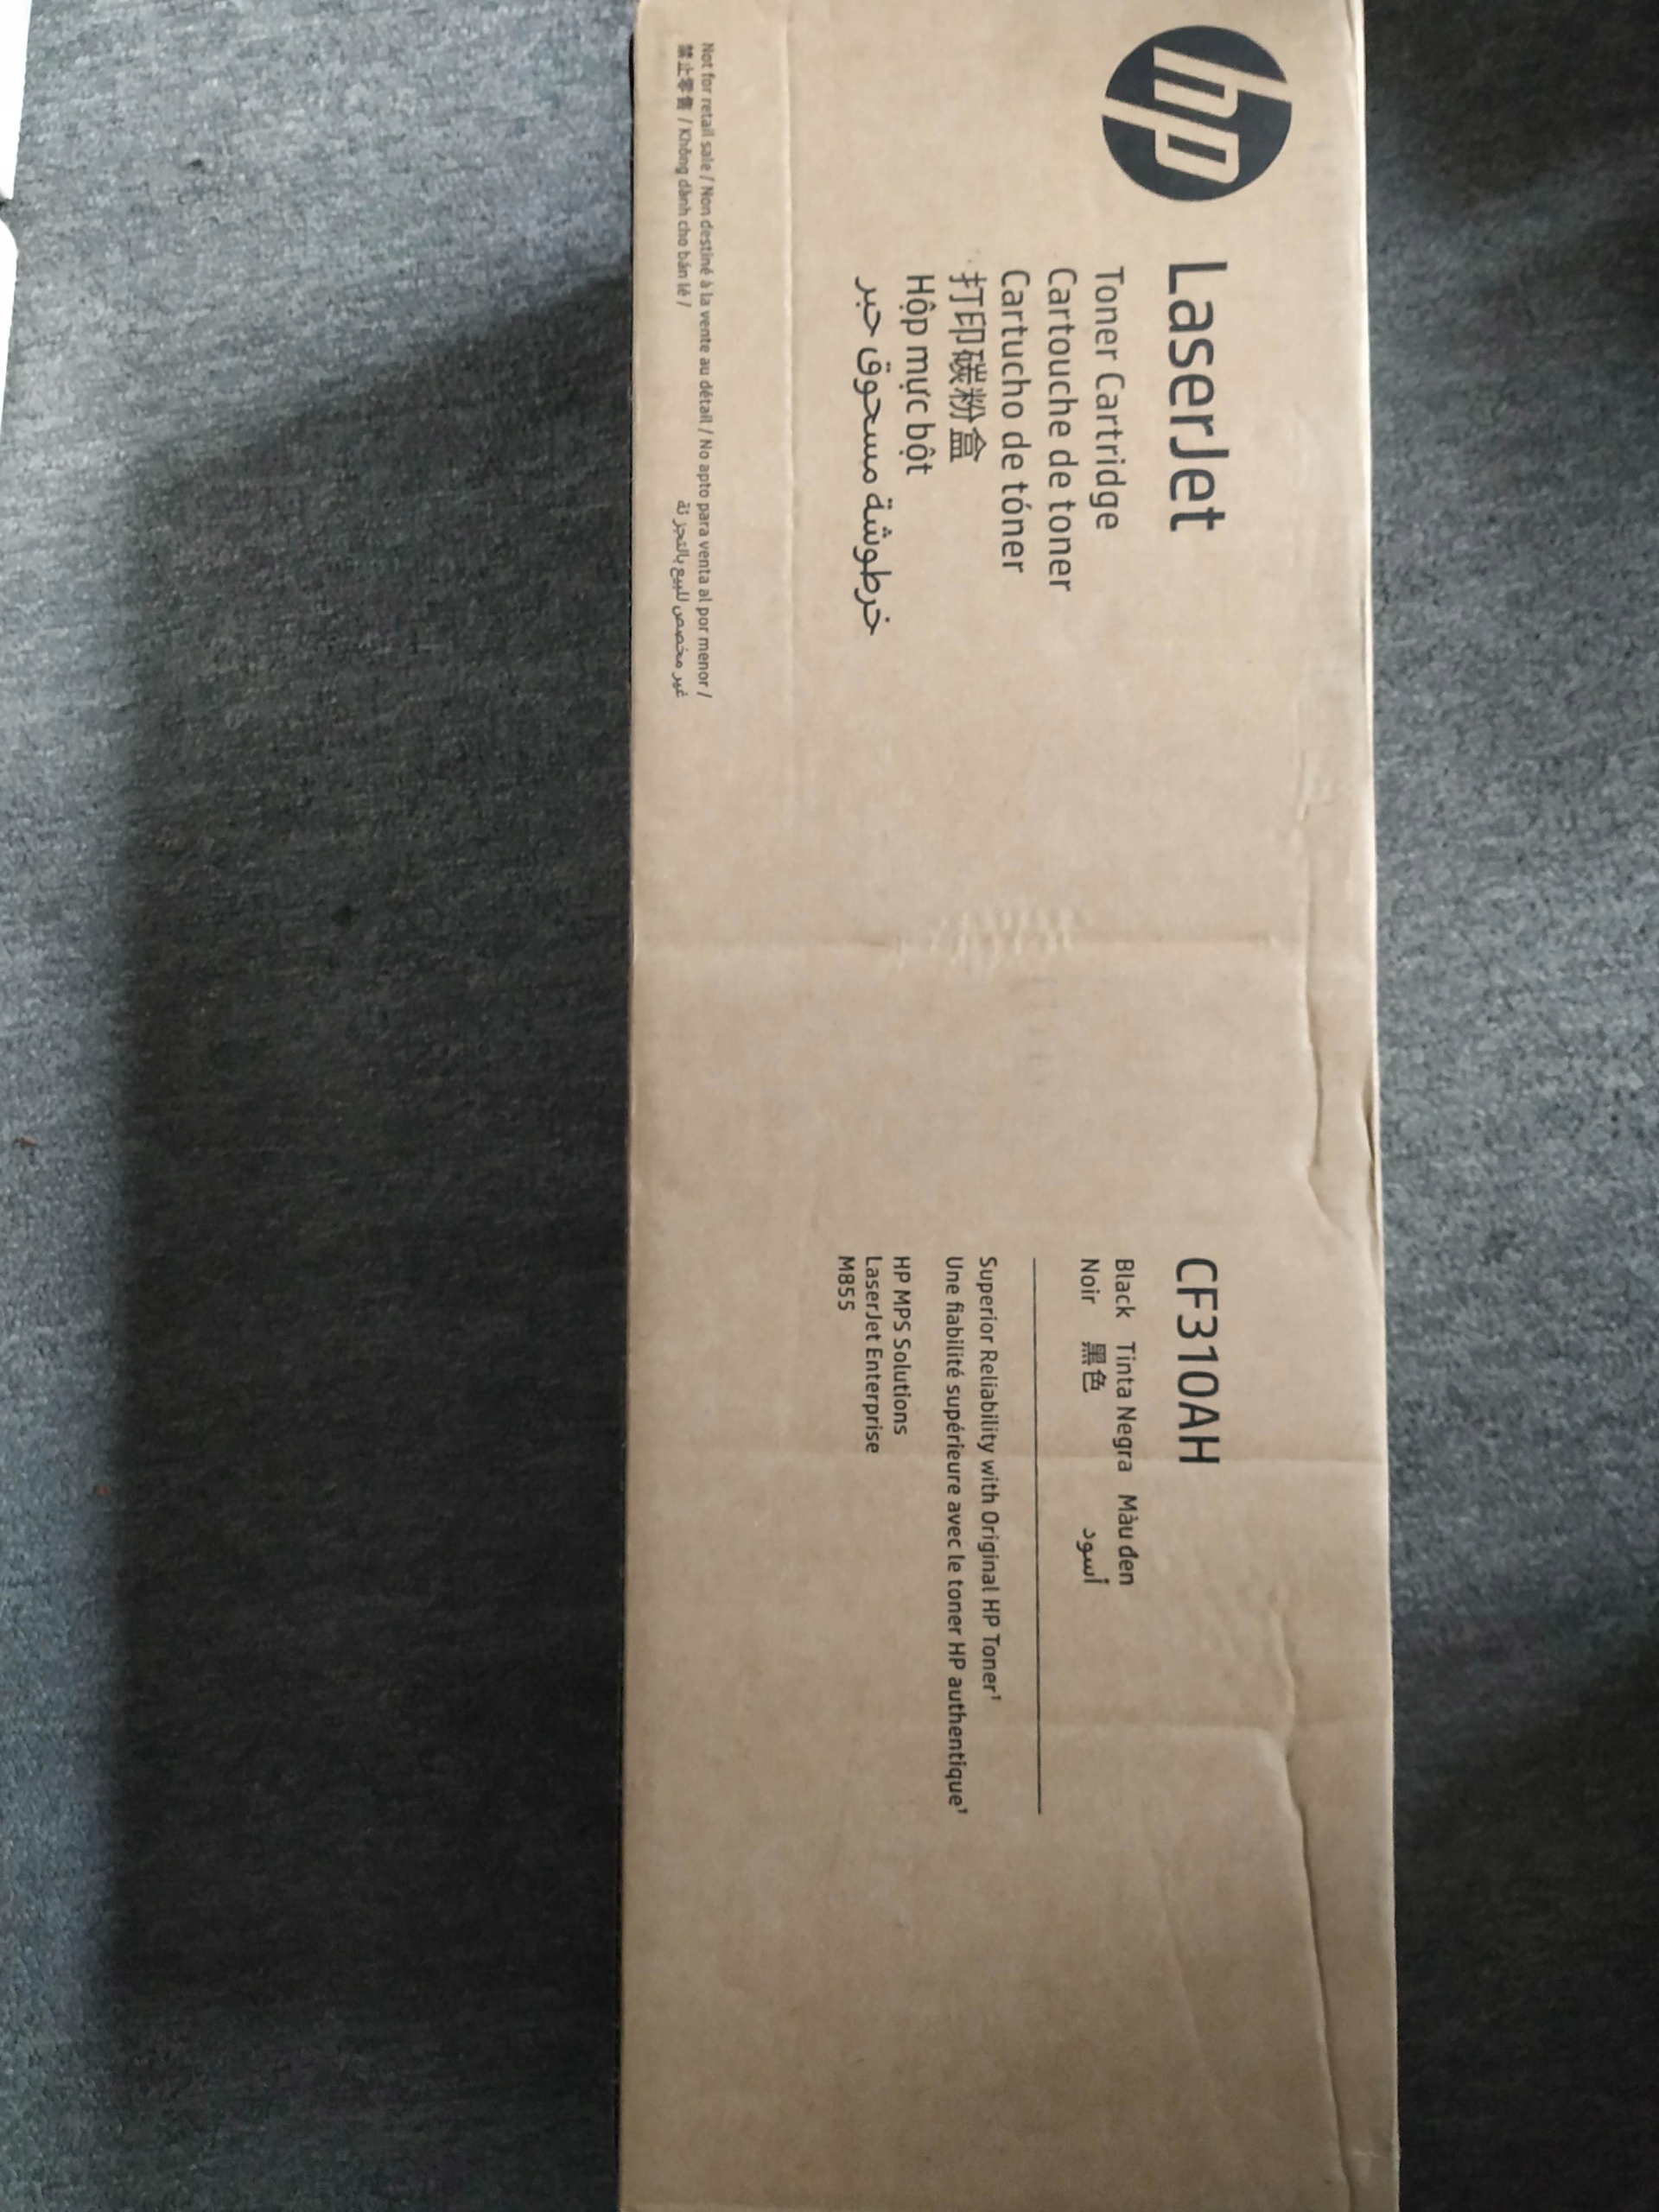 hp
LaserJet
Toner Cartridge
Cartouche de toner
Cartucho de tóner
打印碳粉盒
Hộp mực bột
خرطوشة مسحوق حبر
Not for retail sale / Non destiné à la vente au détail / No apto para venta al por menor /
禁止零售 / Không dành cho bán lẻ / غير مخصص للبيع بالتجزئة
CF310AH
Black Tinta Negra Màu đen
Noir 黑色 أسود
Superior Reliability with Original HP Toner¹
Une fiabilité supérieure avec le toner HP authentique¹
HP MPS Solutions
LaserJet Enterprise
M855